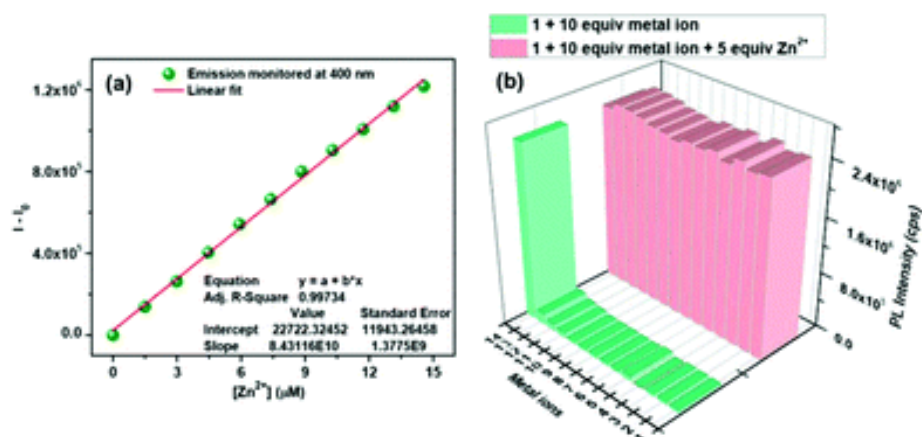 (a)
Emission monitored at 400 nm
Linear fit
1.2x10⁶
8.0x10⁵
4.0x10⁵
0.0
I - I₀
Equation y = a + b*x
Adj. R-Square 0.99734
Value Standard Error
Intercept 22722.32452 11943.26458
Slope 8.43116E10 1.3775E9
0 3 6 9 12 15
[Zn²⁺] (μM)
1 + 10 equiv metal ion
1 + 10 equiv metal ion + 5 equiv Zn²⁺
(b)
2.4x10⁶
1.6x10⁶
0.0
PL Intensity (cps)
Metal ions